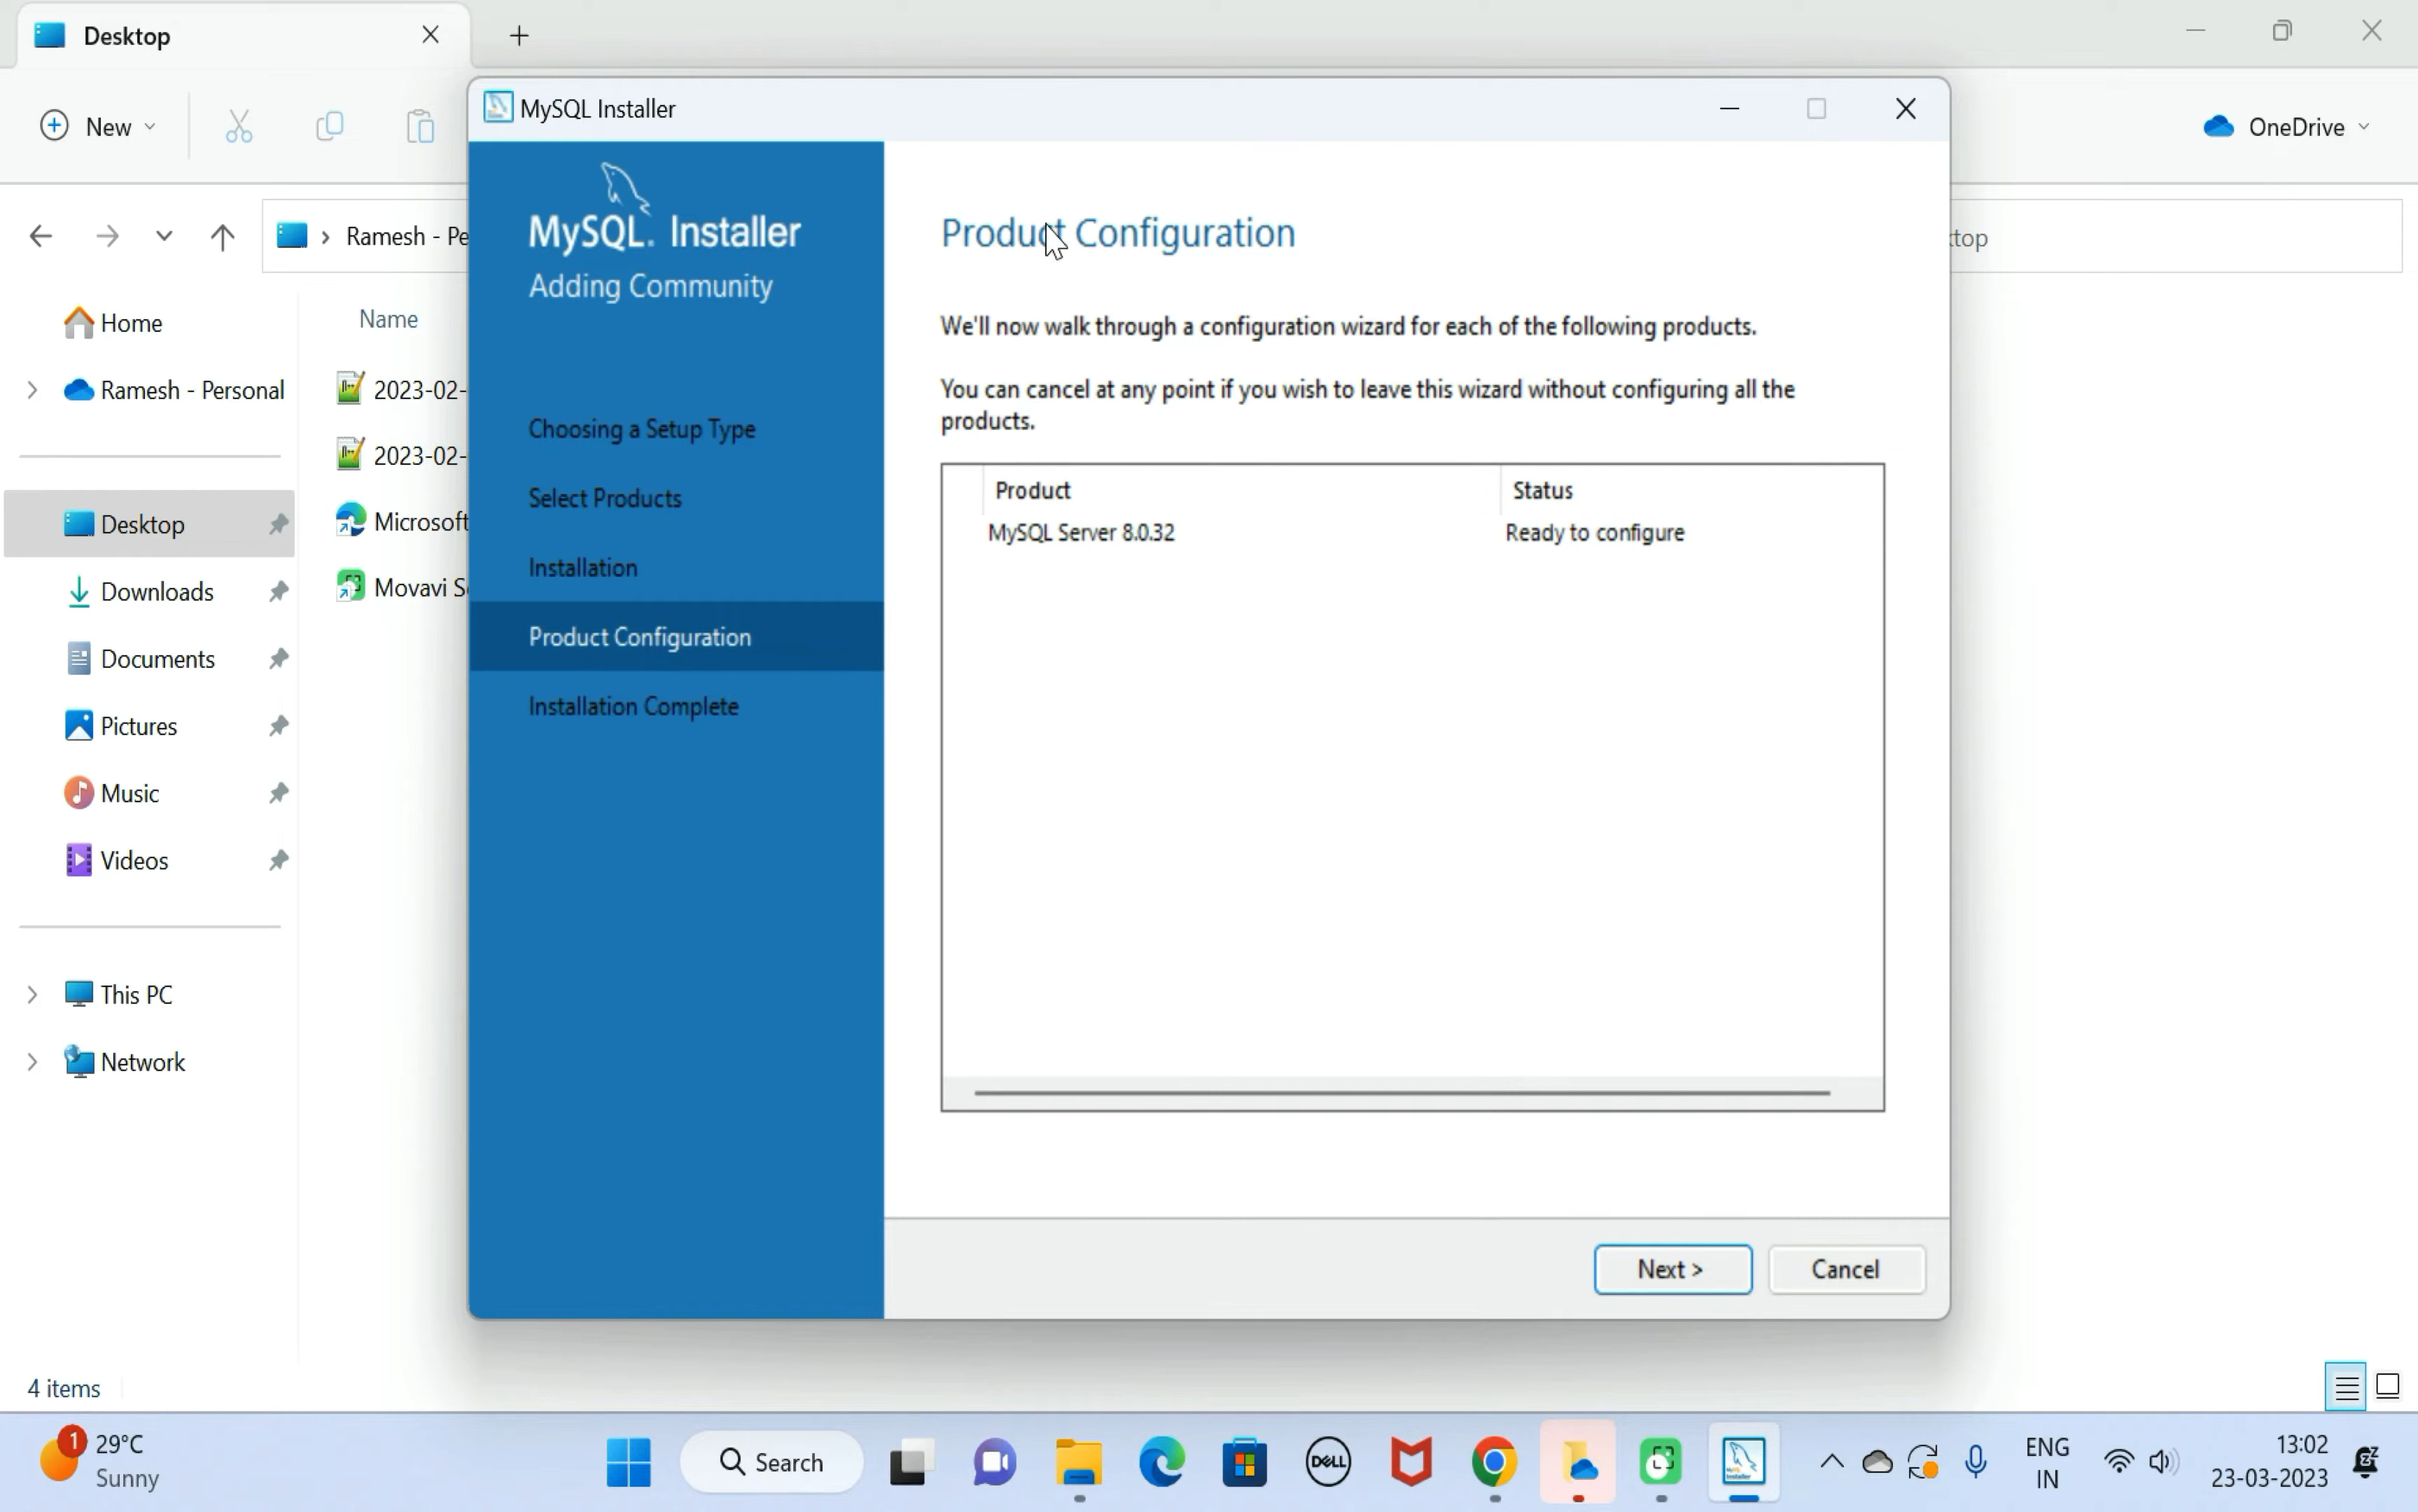 Desktop
New
OneDrive
MySQL Installer
Ramesh - Pe
ktop
MySQL. Installer
Adding Community
Choosing a Setup Type
Select Products
Installation
Product Configuration
Installation Complete
Product Configuration
We'll now walk through a configuration wizard for each of the following products.
You can cancel at any point if you wish to leave this wizard without configuring all the
products.
Product Status
MySQL Server 8.0.32 Ready to configure
Next >
Cancel
Home
Ramesh - Personal
Desktop
Downloads
Documents
Pictures
Music
Videos
This PC
Network
Name
2023-02-
2023-02-
Microsoft
Movavi S
4 items
1
29°C
Sunny
Search
DELL
ENG
IN
13:02
23-03-2023